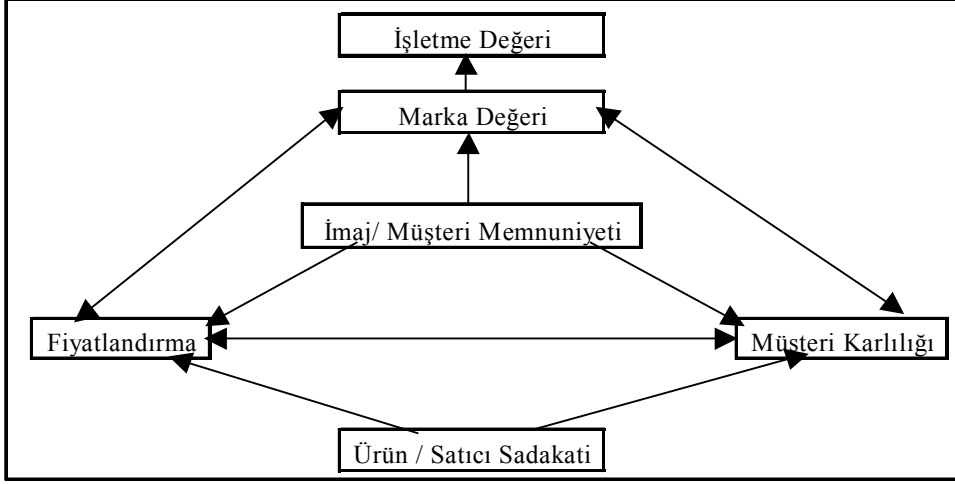 İşletme Değeri
Marka Değeri
İmaj/ Müşteri Memnuniyeti
Fiyatlandırma
Müşteri Karlılığı
Ürün / Satıcı Sadakati